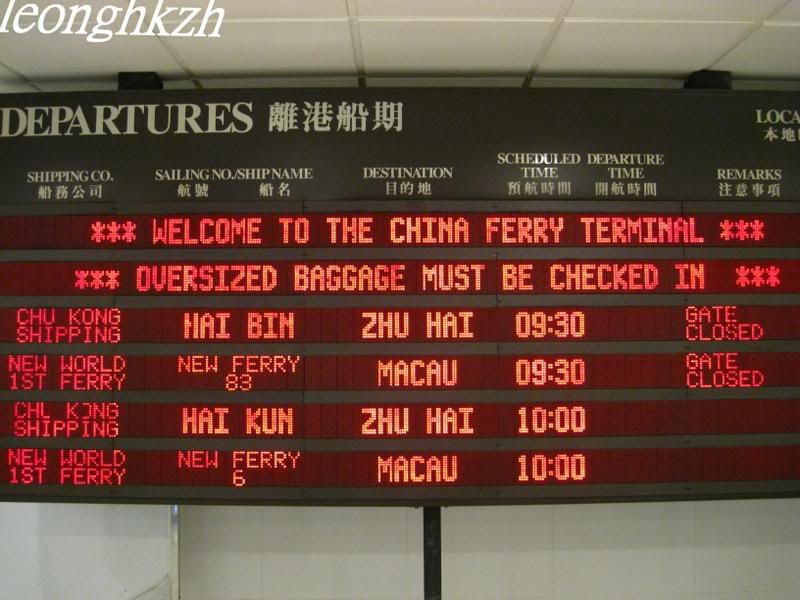 leonghkzh
DEPARTURES 離港船期
LOCA
本地時
SHIPPING CO. SAILING NO./SHIP NAME DESTINATION SCHEDULED TIME DEPARTURE TIME REMARKS
船務公司 航號 船名 目的地 預航時間 開航時間 注意事項
*** WELCOME TO THE CHINA FERRY TERMINAL ***
*** OVERSIZED BAGGAGE MUST BE CHECKED IN ***
CHU KONG SHIPPING HAI BIN ZHU HAI 09:30 GATE CLOSED
NEW WORLD 1ST FERRY NEW FERRY 83 MACAU 09:30 GATE CLOSED
CHU KONG SHIPPING HAI KUN ZHU HAI 10:00
NEW WORLD 1ST FERRY NEW FERRY 6 MACAU 10:00